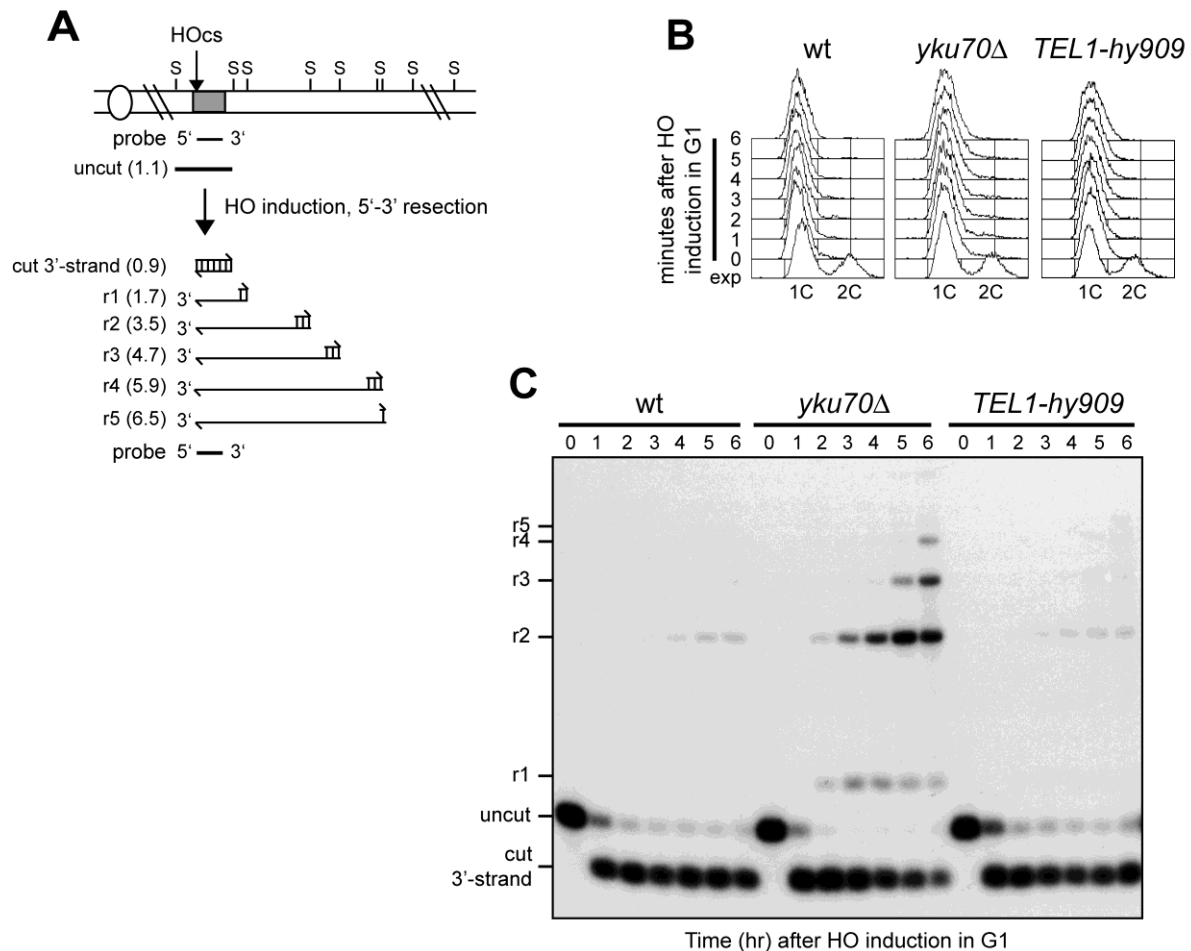 A
HOcs
S S S S S S S S S
probe 5‘ 3‘
uncut (1.1)
HO induction, 5‘-3‘ resection
cut 3‘-strand (0.9)
r1 (1.7) 3‘
r2 (3.5) 3‘
r3 (4.7) 3‘
r4 (5.9) 3‘
r5 (6.5) 3‘
probe 5‘ 3‘
B
wt yku70Δ TEL1-hy909
minutes after HO
induction in G1
6
5
4
3
2
1
0
exp
1C 2C 1C 2C 1C 2C
C
wt yku70Δ TEL1-hy909
0 1 2 3 4 5 6 0 1 2 3 4 5 6 0 1 2 3 4 5 6
r5
r4
r3
r2
r1
uncut
cut
3‘-strand
Time (hr) after HO induction in G1